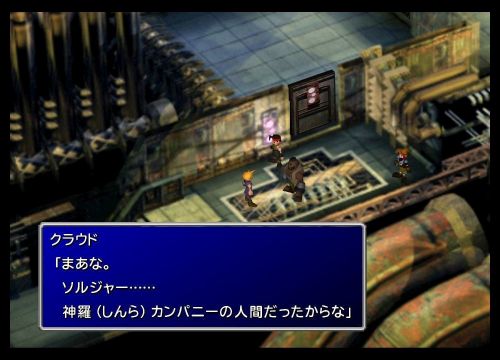 クラウド
「まあな。
ソルジャー……
神羅(しんら)カンパニーの人間だったからな」